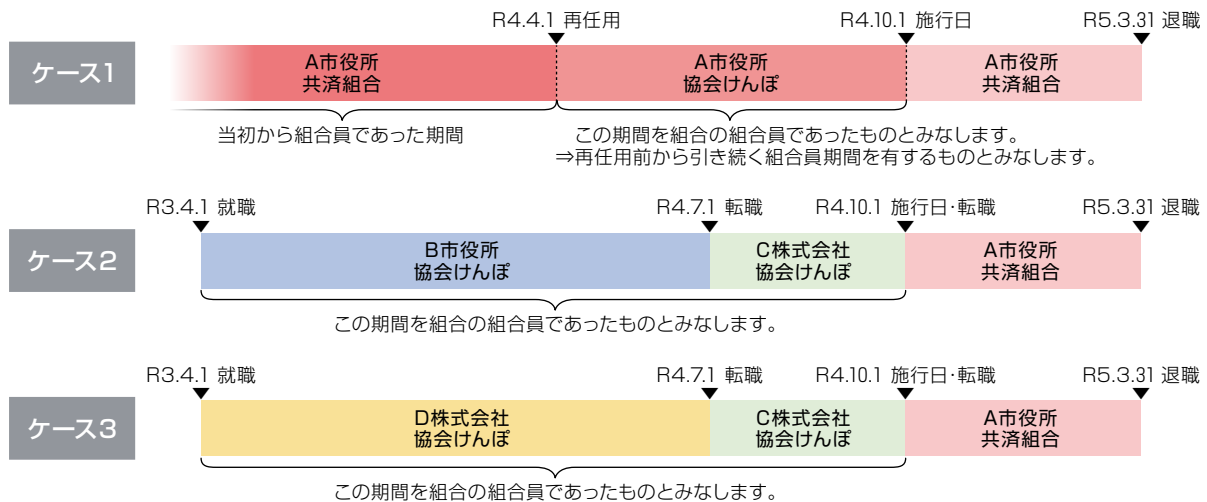 R4.4.1 再任用
R4.10.1 施行日
R5.3.31 退職
ケース1
A市役所
共済組合
A市役所
協会けんぽ
A市役所
共済組合
当初から組合員であった期間
この期間を組合の組合員であったものとみなします。
⇒再任用前から引き続く組合員期間を有するものとみなします。
R3.4.1 就職
R4.7.1 転職
R4.10.1 施行日・転職
R5.3.31 退職
ケース2
B市役所
協会けんぽ
C株式会社
協会けんぽ
A市役所
共済組合
この期間を組合の組合員であったものとみなします。
R3.4.1 就職
R4.7.1 転職
R4.10.1 施行日・転職
R5.3.31 退職
ケース3
D株式会社
協会けんぽ
C株式会社
協会けんぽ
A市役所
共済組合
この期間を組合の組合員であったものとみなします。